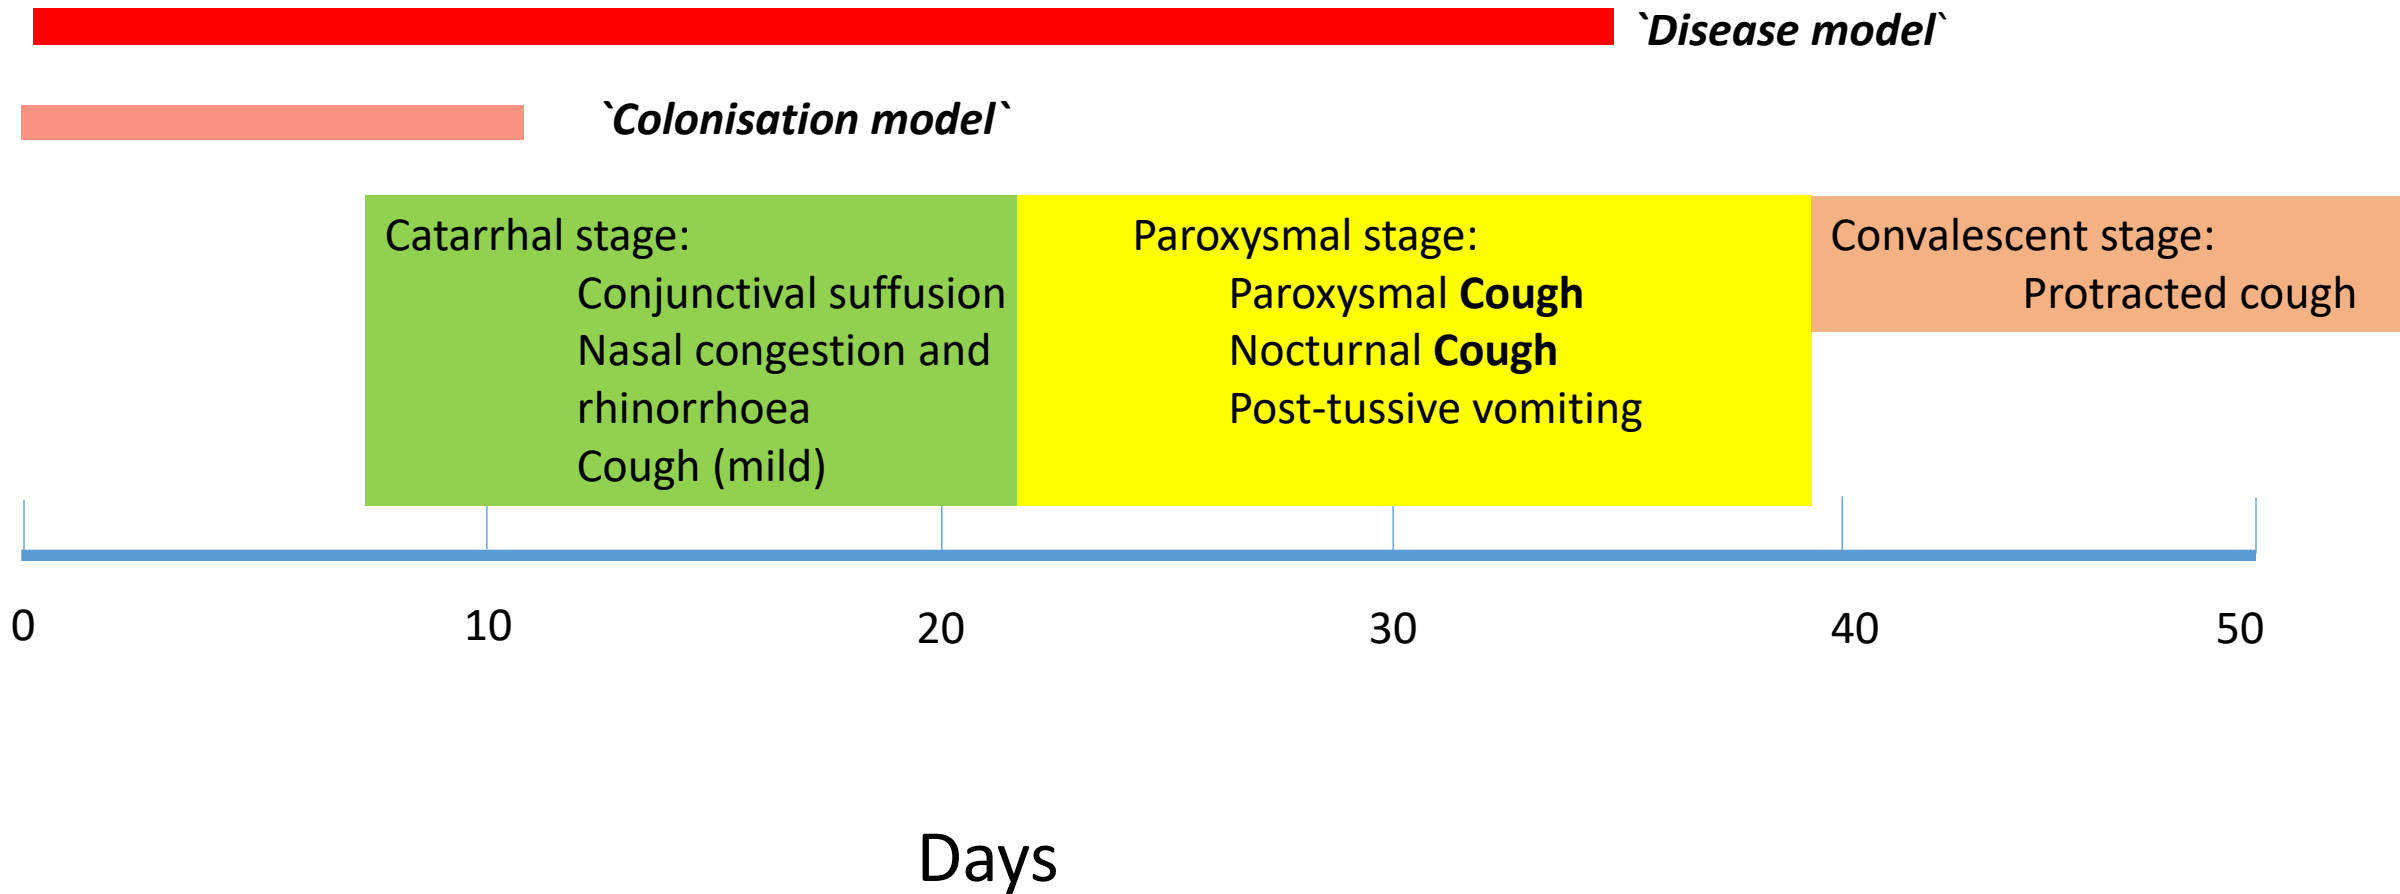 `Disease model`
`Colonisation model`
Catarrhal stage:
Conjunctival suffusion
Nasal congestion and
rhinorrhoea
Cough (mild)
Paroxysmal stage:
Paroxysmal Cough
Nocturnal Cough
Post-tussive vomiting
Convalescent stage:
Protracted cough
0 10 20 30 40 50
Days